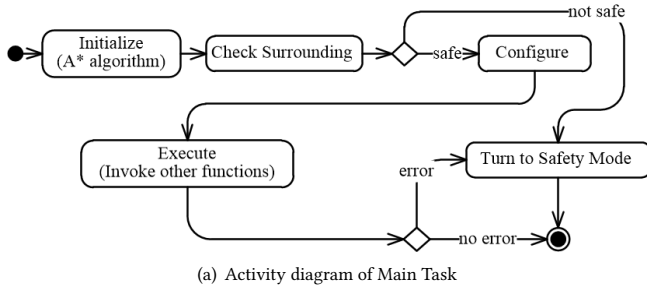 not safe
Initialize
(A* algorithm)
Check Surrounding
safe
Configure
Execute
(Invoke other functions)
error
Turn to Safety Mode
no error
(a) Activity diagram of Main Task